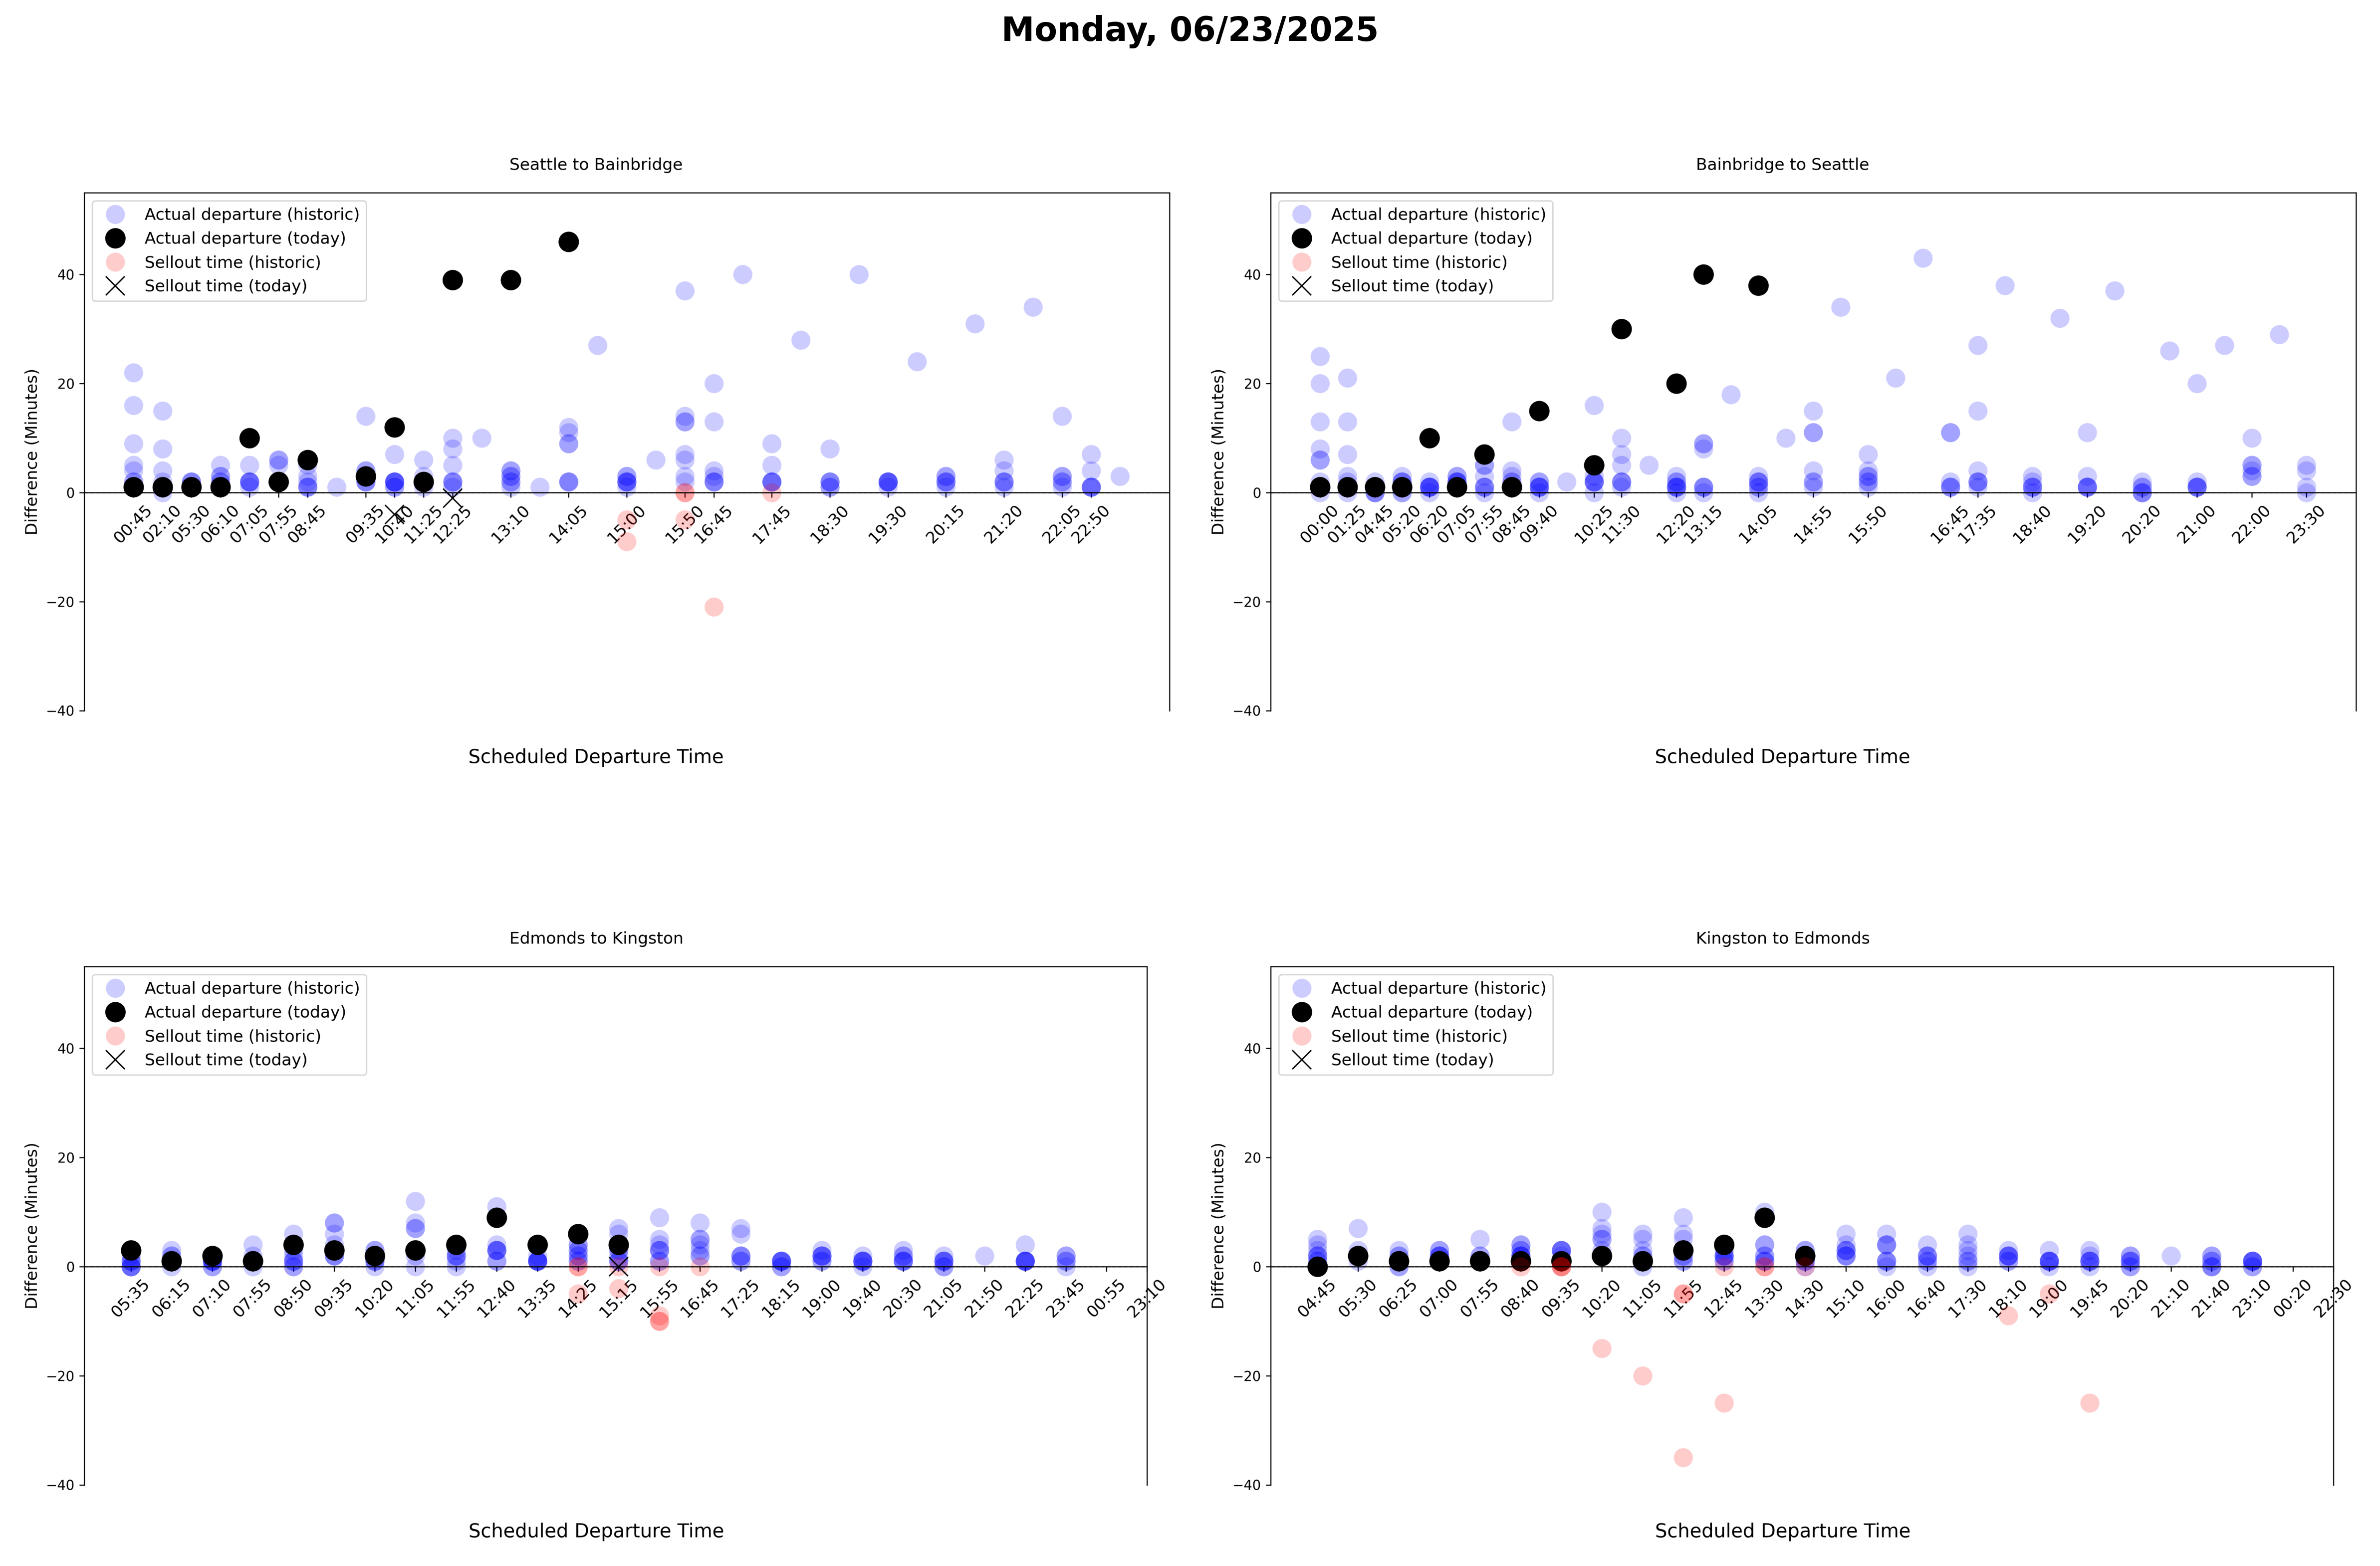 Monday, 06/23/2025
Seattle to Bainbridge
Actual departure (historic)
Actual departure (today)
Sellout time (historic)
Sellout time (today)
Difference (Minutes)
40
20
0
−20
−40
00:45 02:10 05:30 06:10 07:05 07:55 08:45 09:35 10:40 11:25 12:25 13:10 14:05 15:00 15:50 16:45 17:45 18:30 19:30 20:15 21:20 22:05 22:50
Scheduled Departure Time
Bainbridge to Seattle
Actual departure (historic)
Actual departure (today)
Sellout time (historic)
Sellout time (today)
Difference (Minutes)
40
20
0
−20
−40
00:00 01:25 04:45 05:20 06:20 07:05 07:55 08:45 09:40 10:25 11:30 12:20 13:15 14:05 14:55 15:50 16:45 17:35 18:40 19:20 20:20 21:00 22:00 23:30
Scheduled Departure Time
Edmonds to Kingston
Actual departure (historic)
Actual departure (today)
Sellout time (historic)
Sellout time (today)
Difference (Minutes)
40
20
0
−20
−40
05:35 06:15 07:10 07:55 08:50 09:35 10:20 11:05 11:55 12:40 13:35 14:25 15:15 15:55 16:45 17:25 18:15 19:00 19:40 20:30 21:05 21:50 22:25 23:45 00:55 23:10
Scheduled Departure Time
Kingston to Edmonds
Actual departure (historic)
Actual departure (today)
Sellout time (historic)
Sellout time (today)
Difference (Minutes)
40
20
0
−20
−40
04:45 05:30 06:25 07:00 07:55 08:40 09:35 10:20 11:05 11:55 12:45 13:30 14:30 15:10 16:00 16:40 17:30 18:10 19:00 19:45 20:20 21:10 21:40 23:10 00:20 22:30
Scheduled Departure Time